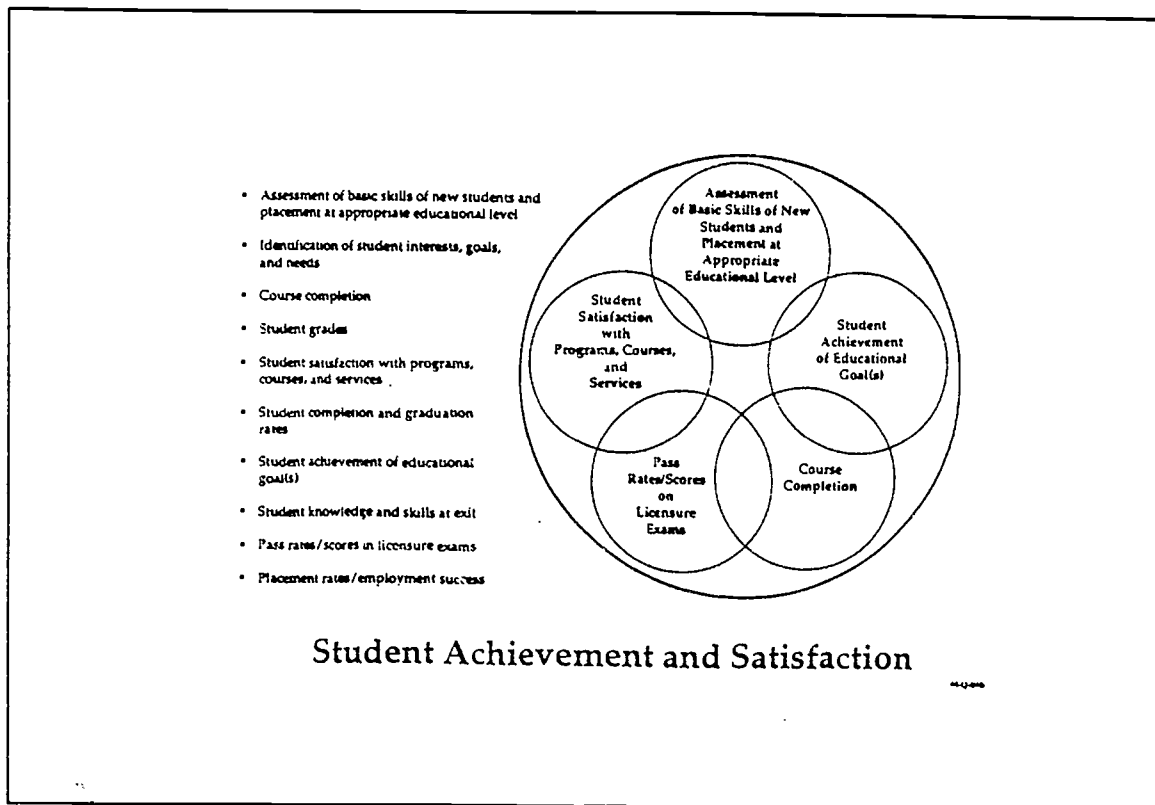 • Assessment of basic skills of new students and
placement at appropriate educational level
• Identification of student interests, goals,
and needs
• Course completion
• Student grades
• Student satisfaction with programs,
courses, and services
• Student completion and graduation
rates
• Student achievement of educational
goal(s)
• Student knowledge and skills at exit
• Pass rates/scores in licensure exams
• Placement rates/employment success
Assessment
of Basic Skills of New
Students and
Placement at
Appropriate
Educational Level
Student
Satisfaction
with
Programs, Courses,
and
Services
Student
Achievement
of Educational
Goal(s)
Pass
Rates/Scores
on
Licensure
Exams
Course
Completion
Student Achievement and Satisfaction